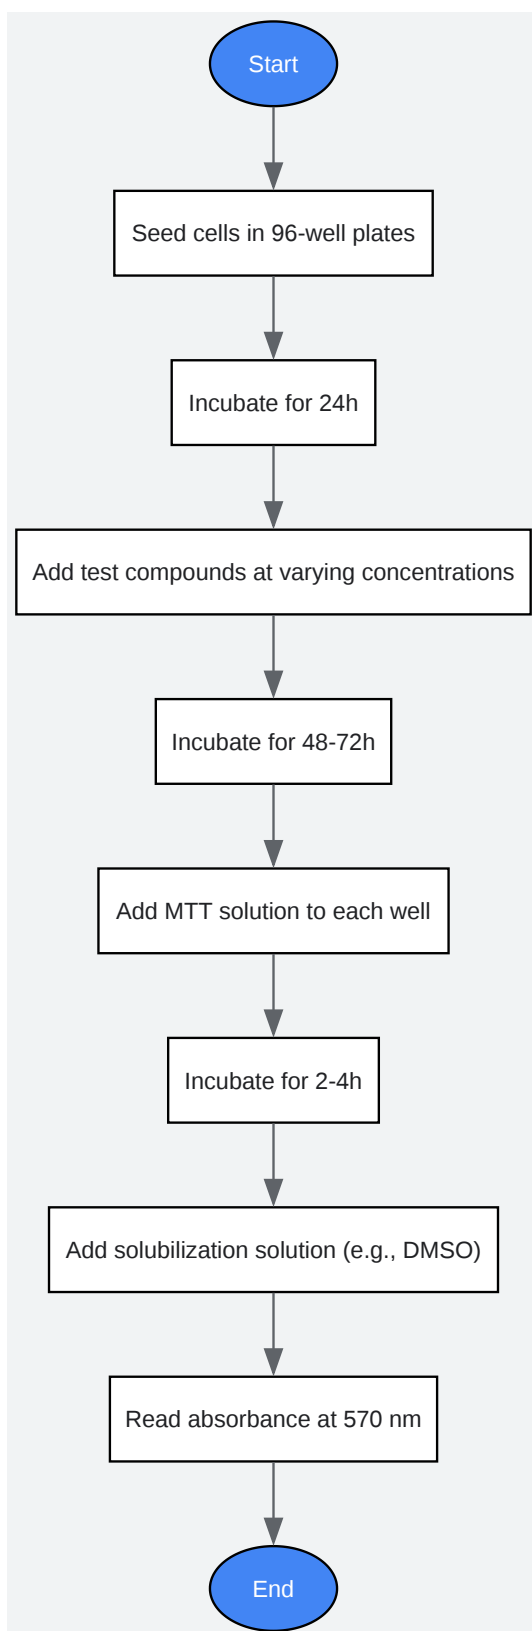 Start
Seed cells in 96-well plates
Incubate for 24h
Add test compounds at varying concentrations
Incubate for 48-72h
Add MTT solution to each well
Incubate for 2-4h
Add solubilization solution (e.g., DMSO)
Read absorbance at 570 nm
End